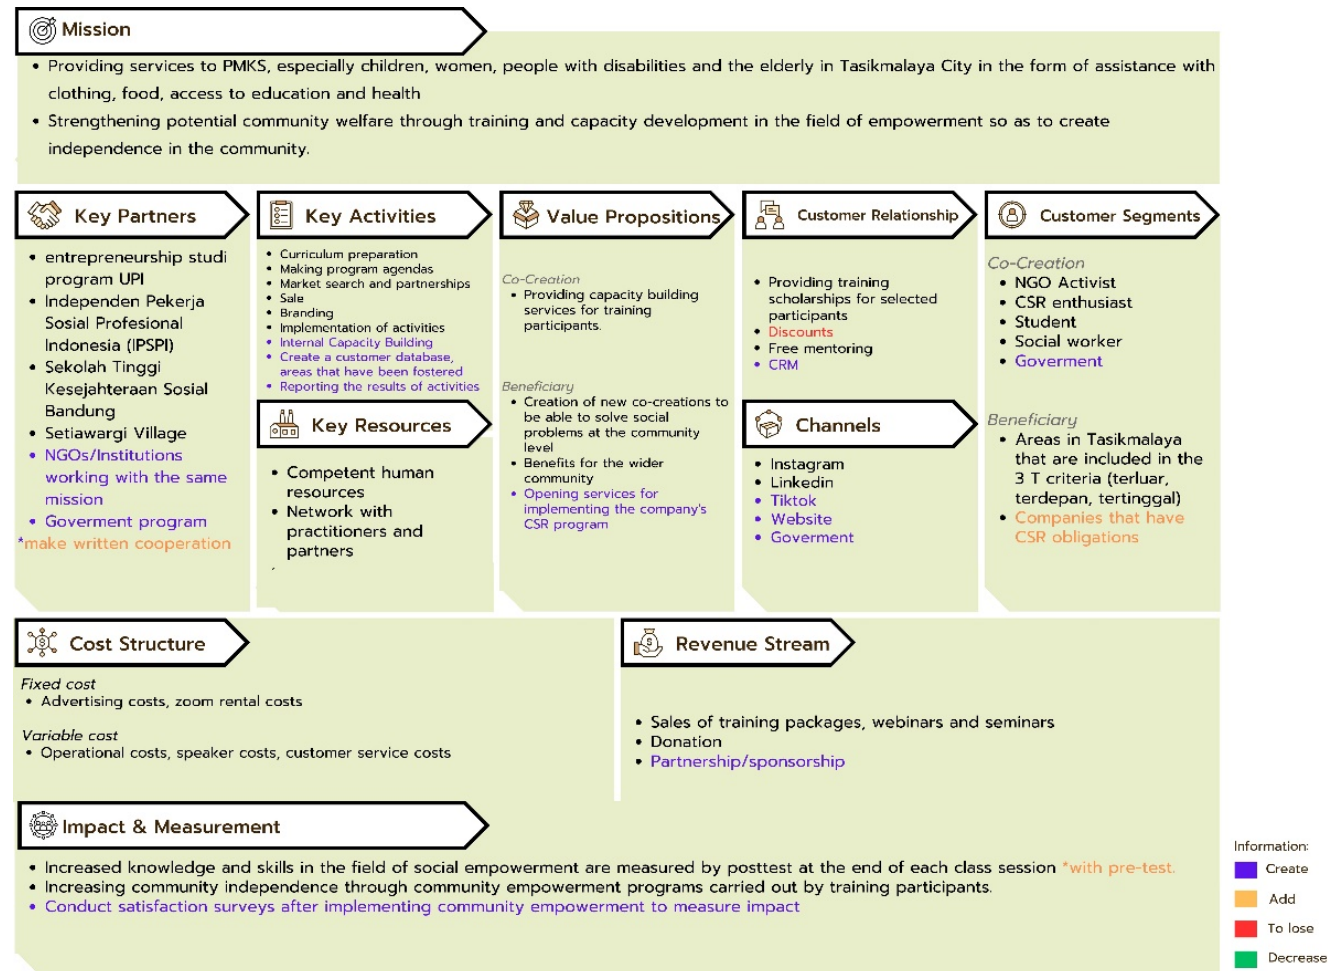 Mission
• Providing services to PMKS, especially children, women, people with disabilities and the elderly in Tasikmalaya City in the form of assistance with
clothing, food, access to education and health
• Strengthening potential community welfare through training and capacity development in the field of empowerment so as to create
independence in the community.
Key Partners
• entrepreneurship studi
program UPI
• Independen Pekerja
Sosial Profesional
Indonesia (IPSPI)
• Sekolah Tinggi
Kesejahteraan Sosial
Bandung
• Setiawargi Village
• NGOs/Institutions
working with the same
mission
• Goverment program
*make written cooperation
Key Activities
• Curriculum preparation
• Making program agendas
• Market search and partnerships
• Sale
• Branding
• Implementation of activities
• Internal Capacity Building
• Create a customer database,
areas that have been fostered
• Reporting the results of activities
Key Resources
• Competent human
resources
• Network with
practitioners and
partners
Value Propositions
Co-Creation
• Providing capacity building
services for training
participants.
Beneficiary
• Creation of new co-creations to
be able to solve social
problems at the community
level
• Benefits for the wider
community
• Opening services for
implementing the company's
CSR program
Customer Relationship
• Providing training
scholarships for selected
participants
• Discounts
• Free mentoring
• CRM
Channels
• Instagram
• Linkedin
• Tiktok
• Website
• Goverment
Customer Segments
Co-Creation
• NGO Activist
• CSR enthusiast
• Student
• Social worker
• Goverment
Beneficiary
• Areas in Tasikmalaya
that are included in the
3 T criteria (terluar,
terdepan, tertinggal)
• Companies that have
CSR obligations
Cost Structure
Fixed cost
• Advertising costs, zoom rental costs
Variable cost
• Operational costs, speaker costs, customer service costs
Revenue Stream
• Sales of training packages, webinars and seminars
• Donation
• Partnership/sponsorship
Impact & Measurement
• Increased knowledge and skills in the field of social empowerment are measured by posttest at the end of each class session *with pre-test.
• Increasing community independence through community empowerment programs carried out by training participants.
• Conduct satisfaction surveys after implementing community empowerment to measure impact
Information:
Create
Add
To lose
Decrease